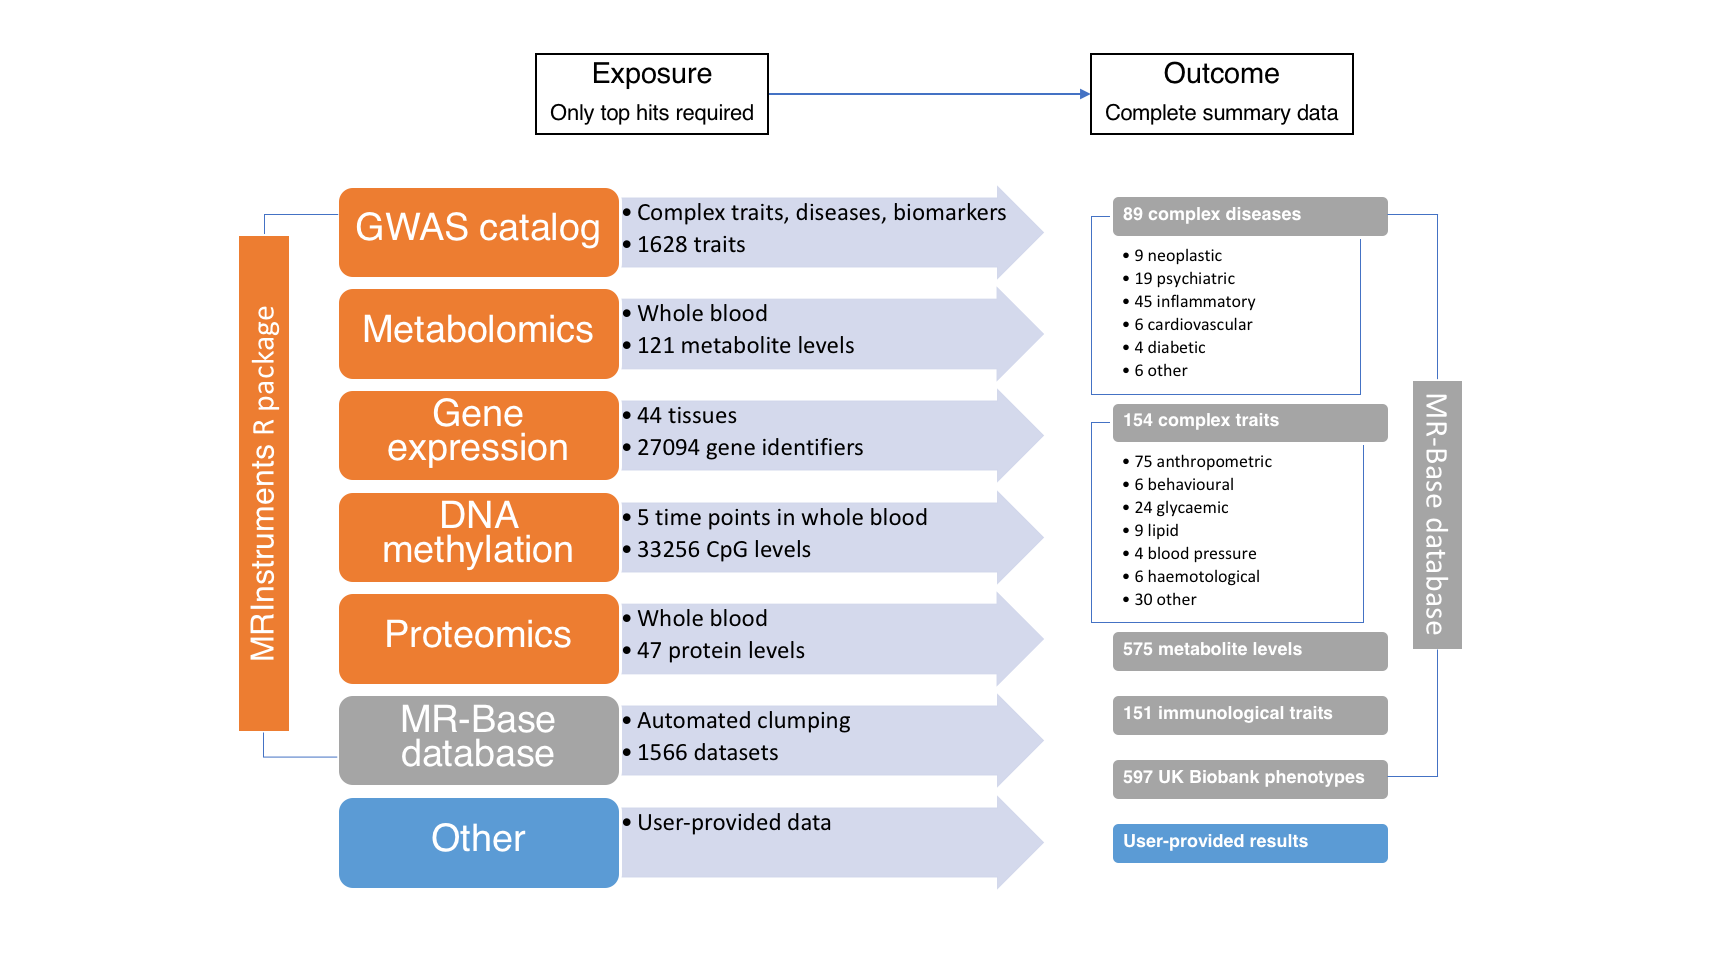 Exposure
Only top hits required
Outcome
Complete summary data
MRInstruments R package
GWAS catalog
• Complex traits, diseases, biomarkers
• 1628 traits
Metabolomics
• Whole blood
• 121 metabolite levels
Gene
expression
• 44 tissues
• 27094 gene identifiers
DNA
methylation
• 5 time points in whole blood
• 33256 CpG levels
Proteomics
• Whole blood
• 47 protein levels
MR-Base
database
• Automated clumping
• 1566 datasets
Other
• User-provided data
89 complex diseases
• 9 neoplastic
• 19 psychiatric
• 45 inflammatory
• 6 cardiovascular
• 4 diabetic
• 6 other
154 complex traits
• 75 anthropometric
• 6 behavioural
• 24 glycaemic
• 9 lipid
• 4 blood pressure
• 6 haemotological
• 30 other
575 metabolite levels
151 immunological traits
597 UK Biobank phenotypes
User-provided results
MR-Base database